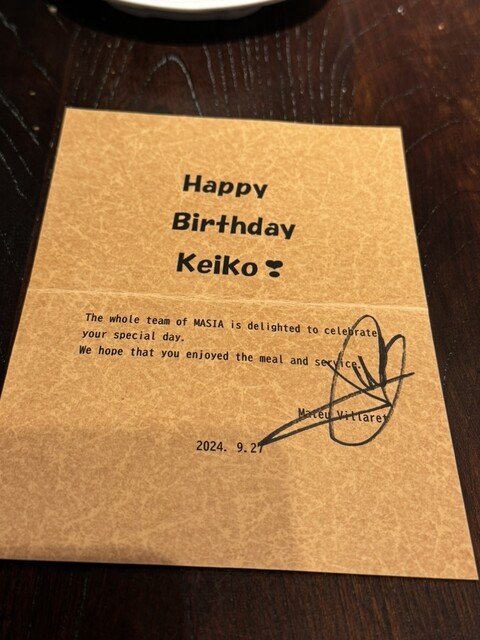 Happy
Birthday
Keiko❣
The whole team of MASIA is delighted to celebrate
your special day.
We hope that you enjoyed the meal and service.
Mateu Villaret
2024. 9.27